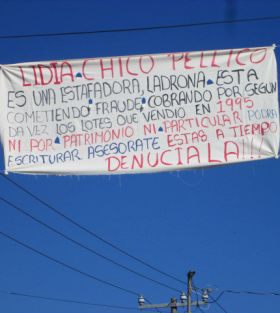 LIDIA CHICO PELLICO
ES UNA ESTAFADORA, LADRONA, ESTA
COMETIENDO FRAUDE, COBRANDO POR SEGUN
DA VEZ LOS LOTES QUE VENDIO EN 1995
NI POR PATRIMONIO NI PARTICULAR PODRA
ESCRITURAR ASESORATE ESTAS A TIEMPO
DENUCIALA!!!